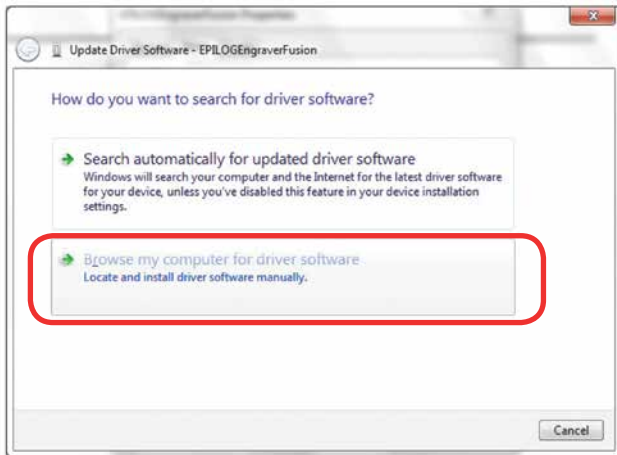 Update Driver Software - EPILOGEngraverFusion
How do you want to search for driver software?
Search automatically for updated driver software
Windows will search your computer and the Internet for the latest driver software
for your device, unless you've disabled this feature in your device installation
settings.
Browse my computer for driver software
Locate and install driver software manually.
Cancel